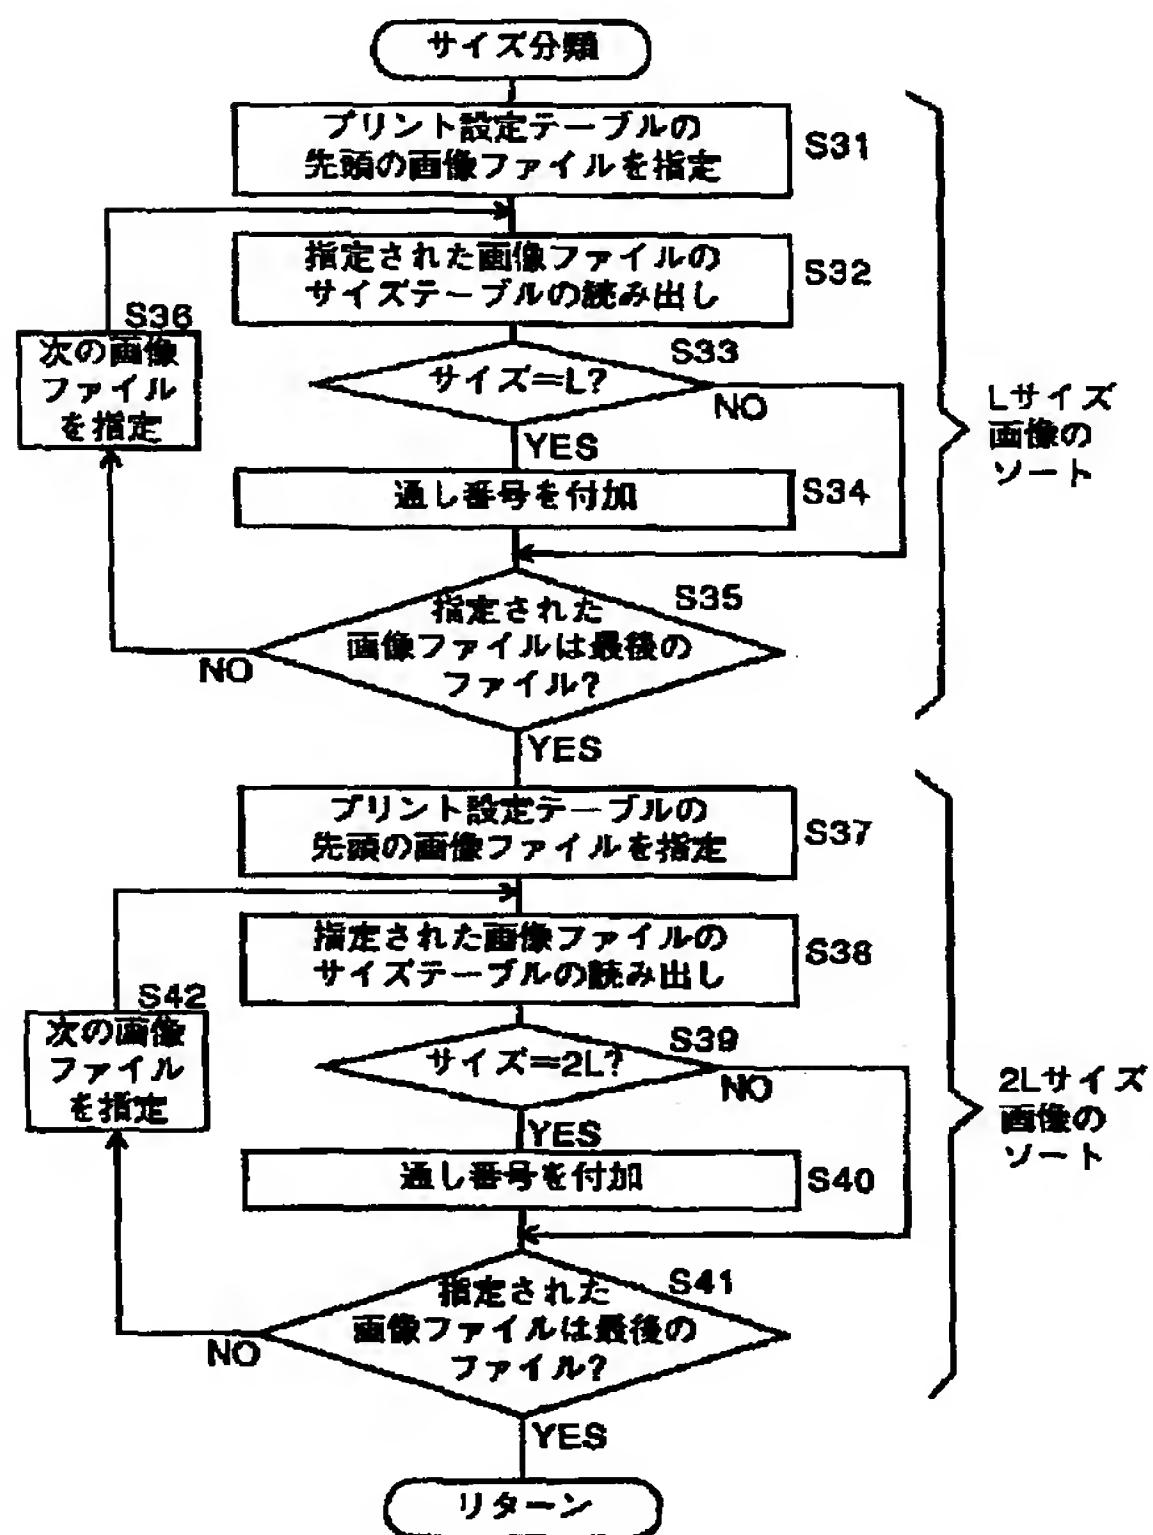 サイズ分類
プリント設定テーブルの
先頭の画像ファイルを指定
S31
指定された画像ファイルの
サイズテーブルの読み出し
S32
S36
次の画像
ファイル
を指定
サイズ=L?
S33
NO
YES
通し番号を付加
S34
Lサイズ
画像の
ソート
指定された
画像ファイルは最後の
ファイル?
S35
NO
YES
プリント設定テーブルの
先頭の画像ファイルを指定
S37
指定された画像ファイルの
サイズテーブルの読み出し
S38
S42
次の画像
ファイル
を指定
サイズ=2L?
S39
NO
YES
通し番号を付加
S40
2Lサイズ
画像の
ソート
指定された
画像ファイルは最後の
ファイル?
S41
NO
YES
リターン